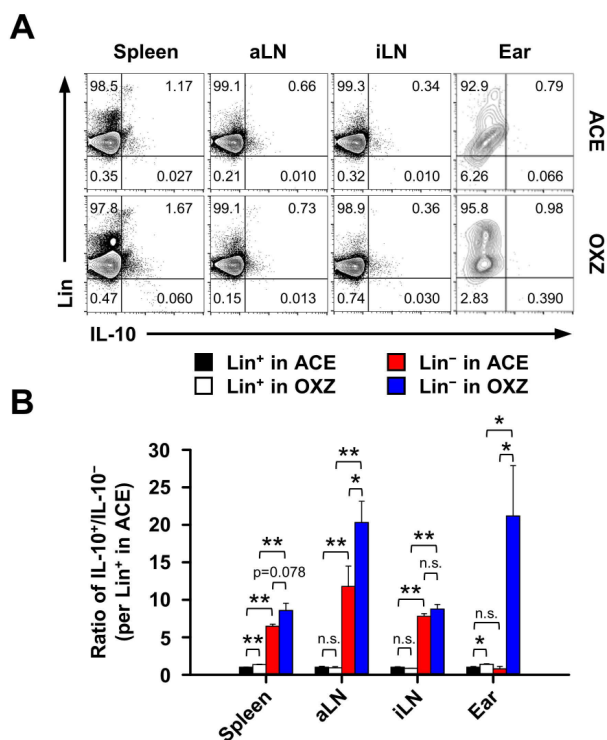 A
Spleen aLN iLN Ear
98.5 1.17 99.1 0.66 99.3 0.34 92.9 0.79
ACE
0.35 0.027 0.21 0.010 0.32 0.010 6.26 0.066
97.8 1.67 99.1 0.73 98.9 0.36 95.8 0.98
OXZ
0.47 0.060 0.15 0.013 0.74 0.030 2.83 0.390
Lin
IL-10
Lin⁺ in ACE Lin⁻ in ACE
Lin⁺ in OXZ Lin⁻ in OXZ
B
Ratio of IL-10⁺/IL-10⁻
(per Lin⁺ in ACE)
30
25
20
15
10
5
0
** ** p=0.078 **
n.s. ** * **
n.s. ** n.s. **
* n.s. * *
Spleen aLN iLN Ear